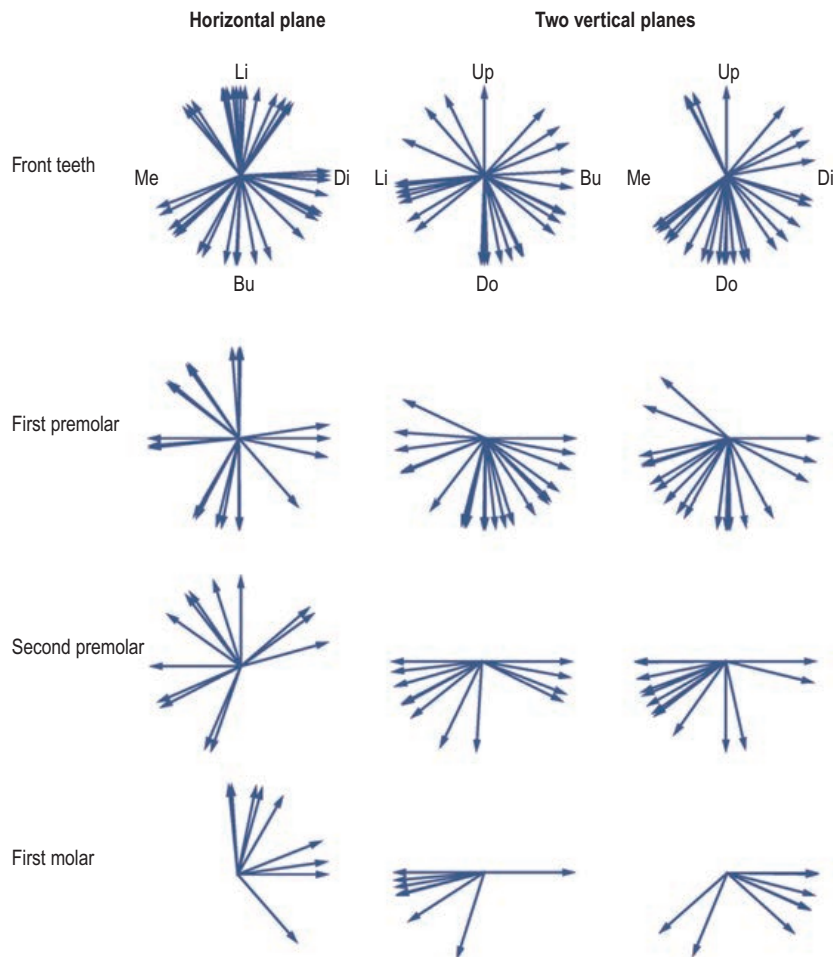 Horizontal plane Two vertical planes
Li Up Up
Front teeth Me Di Li Bu Me Di
Bu Do Do
First premolar
Second premolar
First molar